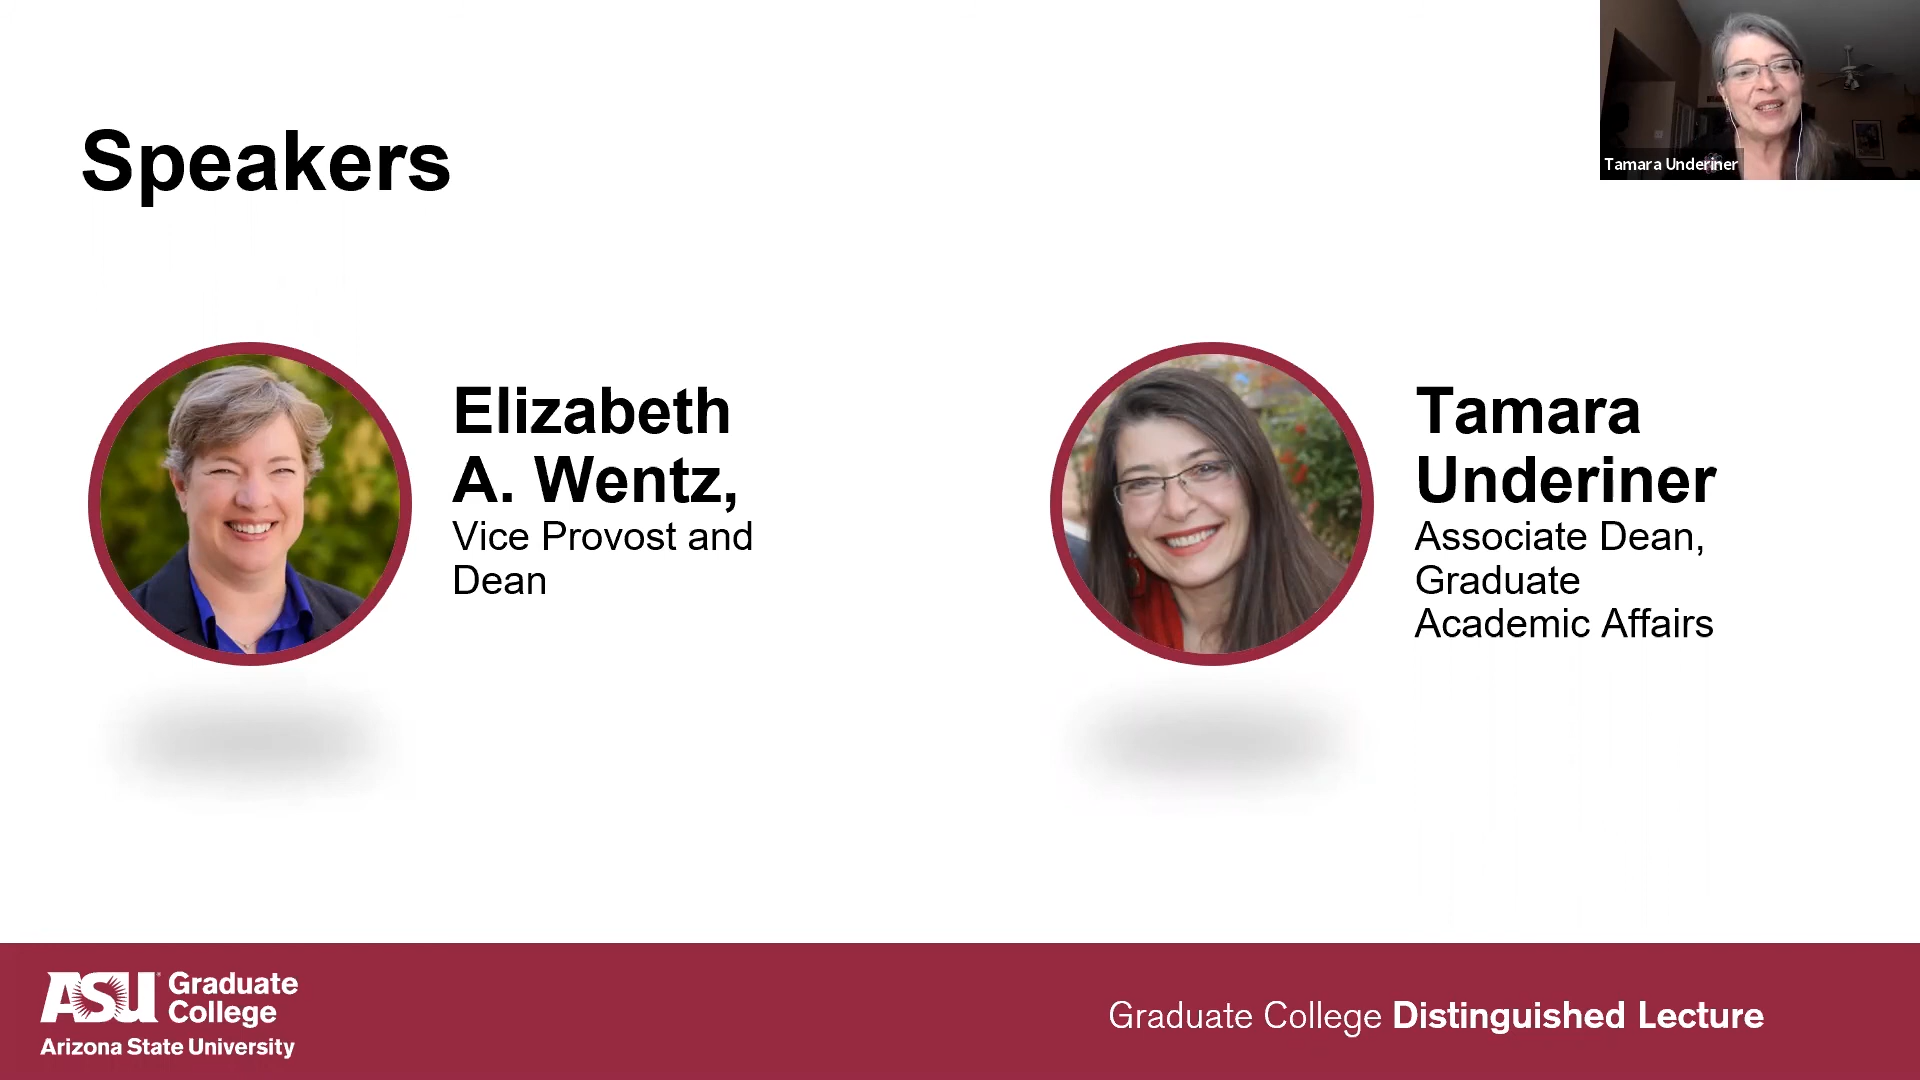 Speakers
Tamara Underiner
Elizabeth
A. Wentz,
Vice Provost and
Dean
Tamara
Underiner
Associate Dean,
Graduate
Academic Affairs
ASU Graduate
College
Arizona State University
Graduate College Distinguished Lecture